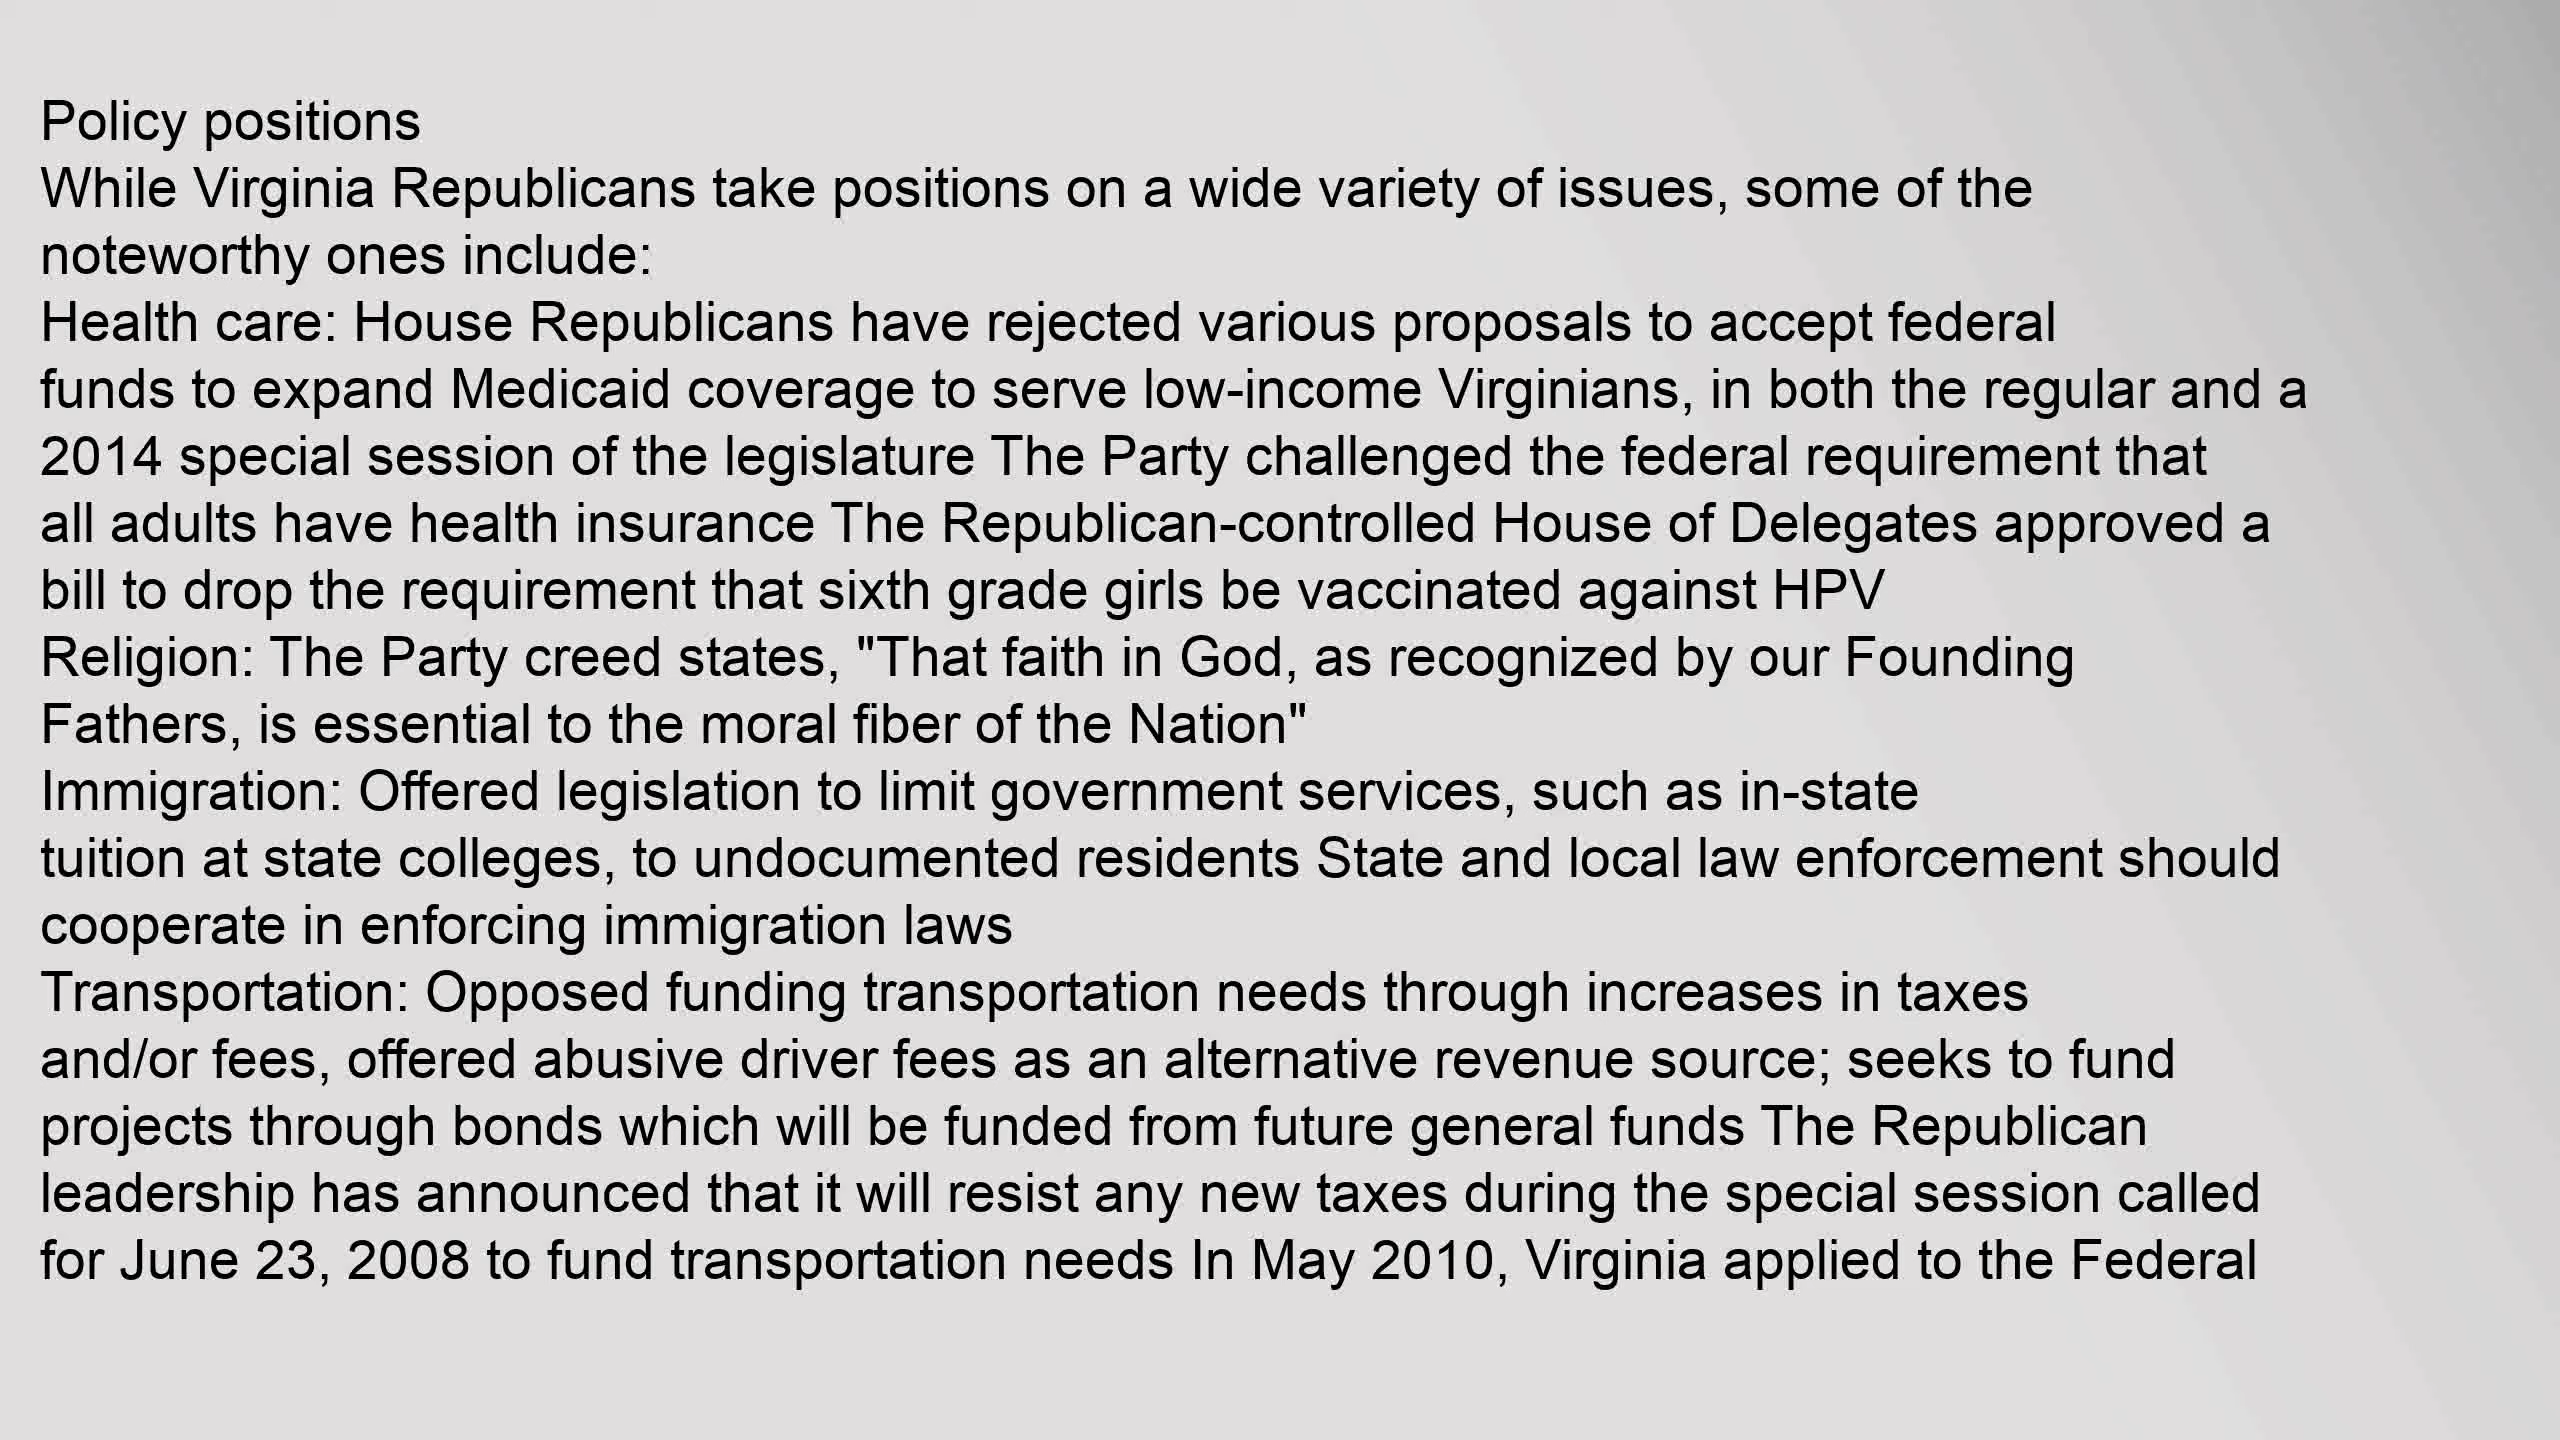 Policy positions
While Virginia Republicans take positions on a wide variety of issues, some of the
noteworthy ones include:
Health care: House Republicans have rejected various proposals to accept federal
funds to expand Medicaid coverage to serve low-income Virginians, in both the regular and a
2014 special session of the legislature The Party challenged the federal requirement that
all adults have health insurance The Republican-controlled House of Delegates approved a
bill to drop the requirement that sixth grade girls be vaccinated against HPV
Religion: The Party creed states, "That faith in God, as recognized by our Founding
Fathers, is essential to the moral fiber of the Nation"
Immigration: Offered legislation to limit government services, such as in-state
tuition at state colleges, to undocumented residents State and local law enforcement should
cooperate in enforcing immigration laws
Transportation: Opposed funding transportation needs through increases in taxes
and/or fees, offered abusive driver fees as an alternative revenue source; seeks to fund
projects through bonds which will be funded from future general funds The Republican
leadership has announced that it will resist any new taxes during the special session called
for June 23, 2008 to fund transportation needs In May 2010, Virginia applied to the Federal